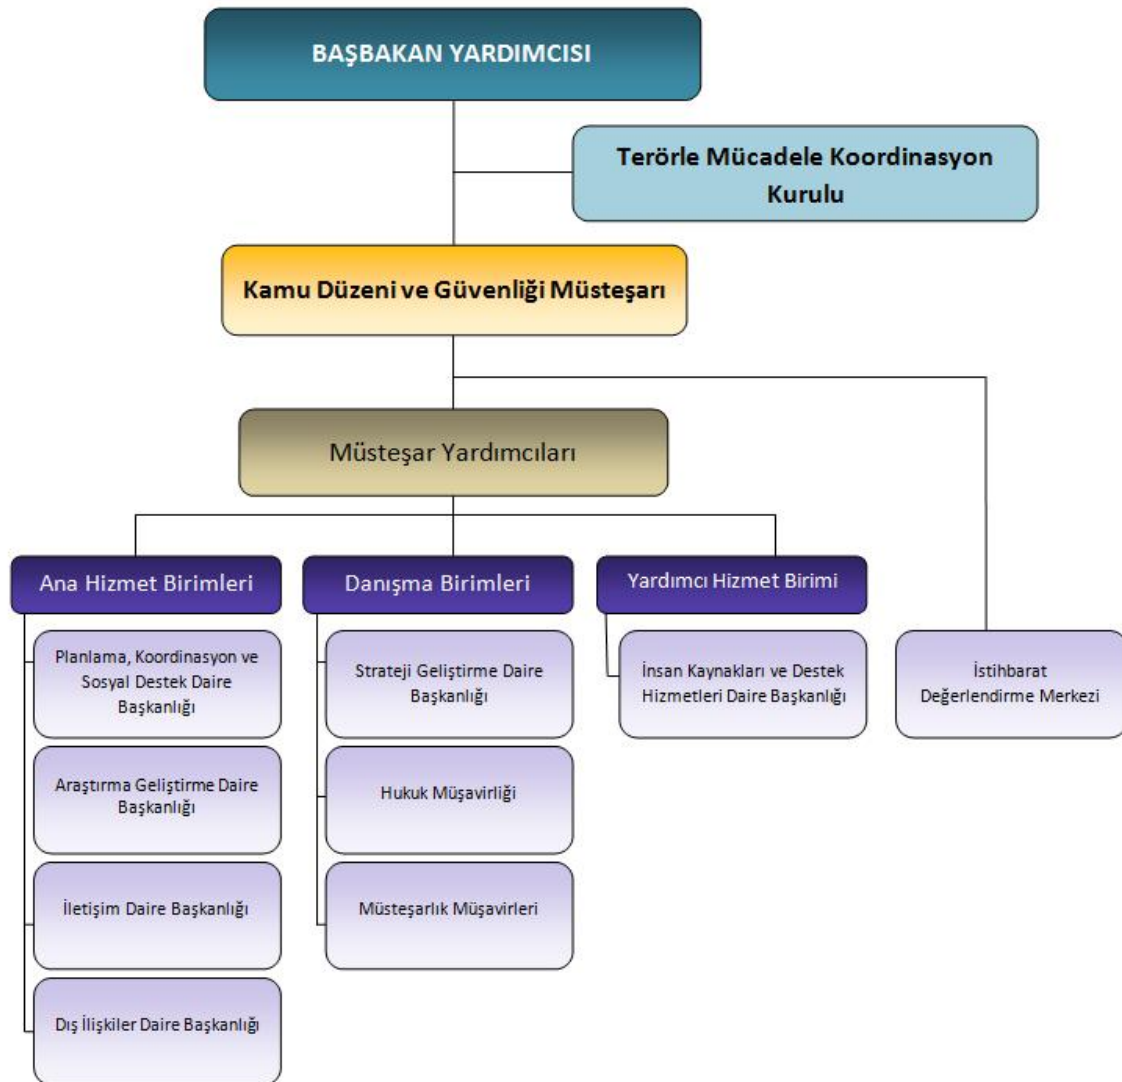 BAŞBAKAN YARDIMCISI
Terörle Mücadele Koordinasyon
Kurulu
Kamu Düzeni ve Güvenliği Müsteşarı
Müsteşar Yardımcıları
Ana Hizmet Birimleri
Planlama, Koordinasyon ve
Sosyal Destek Daire
Başkanlığı
Araştırma Geliştirme Daire
Başkanlığı
İletişim Daire Başkanlığı
Dış İlişkiler Daire Başkanlığı
Danışma Birimleri
Strateji Geliştirme Daire
Başkanlığı
Hukuk Müşavirliği
Müsteşarlık Müşavirleri
Yardımcı Hizmet Birimi
İnsan Kaynakları ve Destek
Hizmetleri Daire Başkanlığı
İstihbarat
Değerlendirme Merkezi